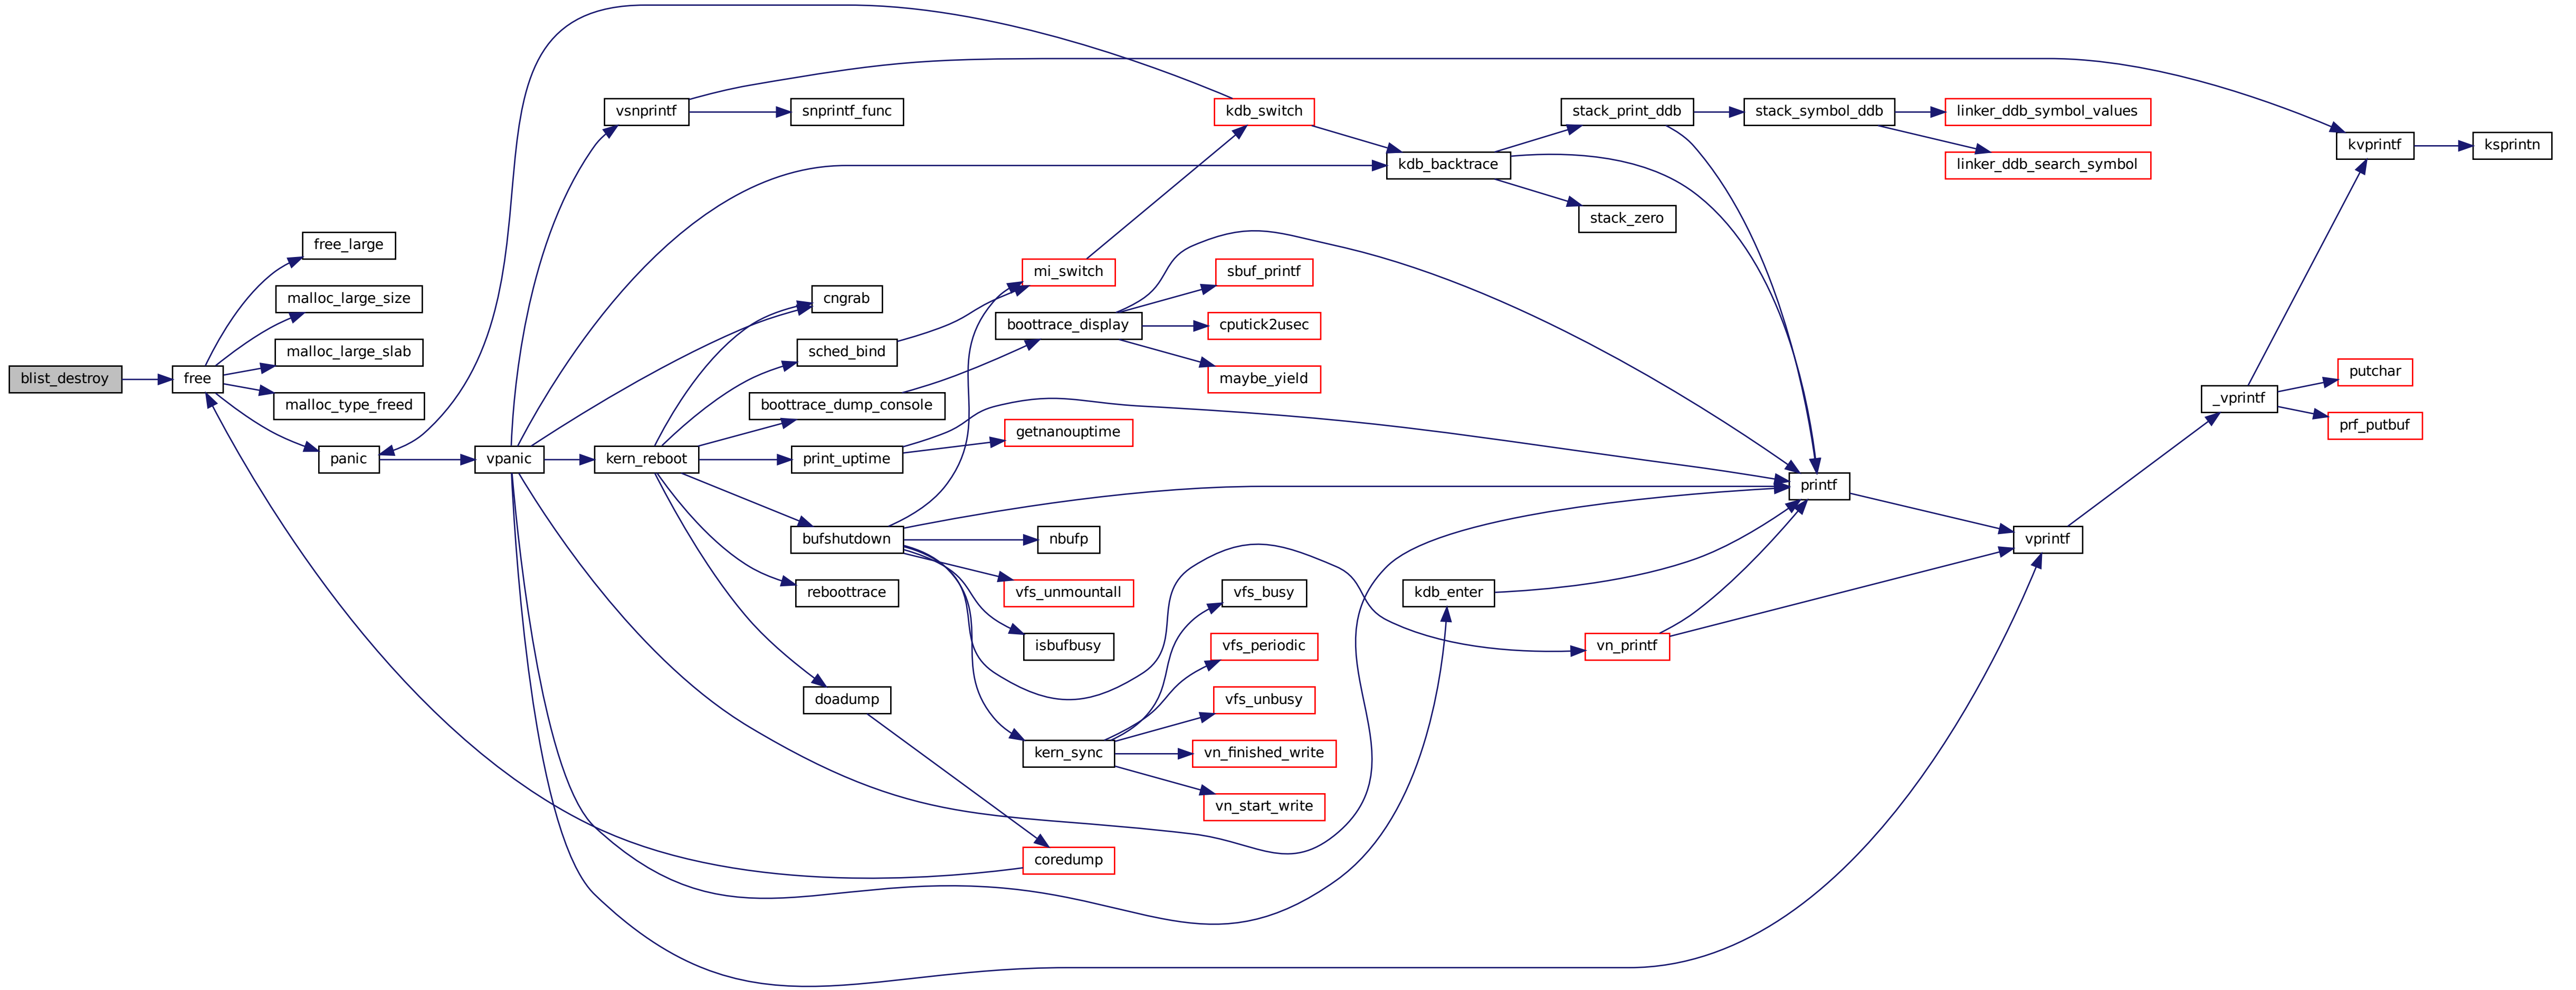 blist_destroy
free
free_large
malloc_large_size
malloc_large_slab
malloc_type_freed
panic
vpanic
vsnprintf
snprintf_func
kern_reboot
cngrab
sched_bind
boottrace_dump_console
print_uptime
bufshutdown
reboottrace
doadump
mi_switch
boottrace_display
getnanouptime
nbufp
vfs_unmountall
isbufbusy
kern_sync
coredump
kdb_switch
sbuf_printf
cputick2usec
maybe_yield
vfs_busy
vfs_periodic
vfs_unbusy
vn_finished_write
vn_start_write
kdb_backtrace
kdb_enter
stack_print_ddb
stack_zero
vn_printf
stack_symbol_ddb
printf
linker_ddb_symbol_values
linker_ddb_search_symbol
vprintf
_vprintf
kvprintf
putchar
prf_putbuf
ksprintn